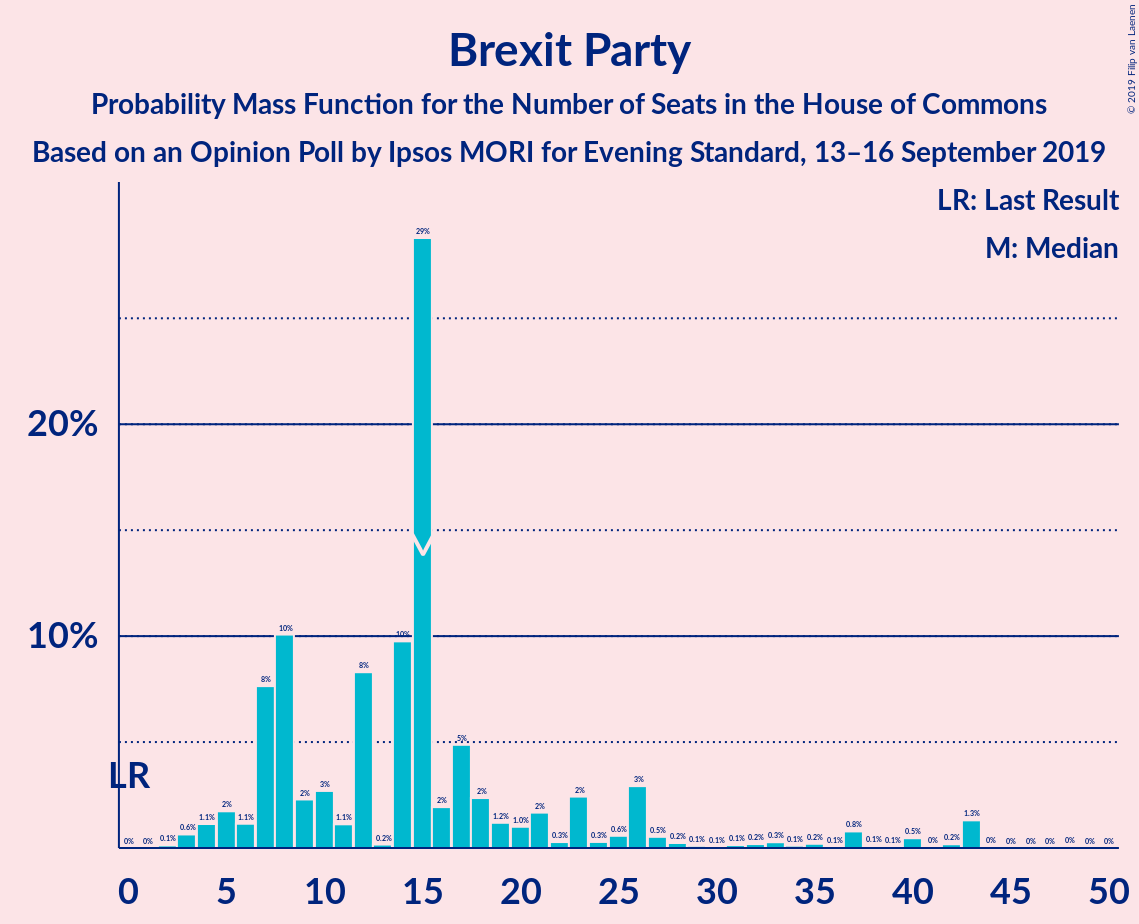 Brexit Party
Probability Mass Function for the Number of Seats in the House of Commons
Based on an Opinion Poll by Ipsos MORI for Evening Standard, 13–16 September 2019
© 2019 Filip van Laenen
LR: Last Result
M: Median
20%
10%
LR
0% 0% 0.1% 0.6% 1.1% 2% 1.1% 8% 10% 2% 3% 1.1% 8% 0.2% 10% 29% 2% 5% 2% 1.2% 1.0% 2% 0.3% 2% 0.3% 0.6% 3% 0.5% 0.2% 0.1% 0.1% 0.1% 0.2% 0.3% 0.1% 0.2% 0.1% 0.8% 0.1% 0.1% 0.5% 0% 0.2% 1.3% 0% 0% 0% 0% 0% 0% 0%
0 5 10 15 20 25 30 35 40 45 50